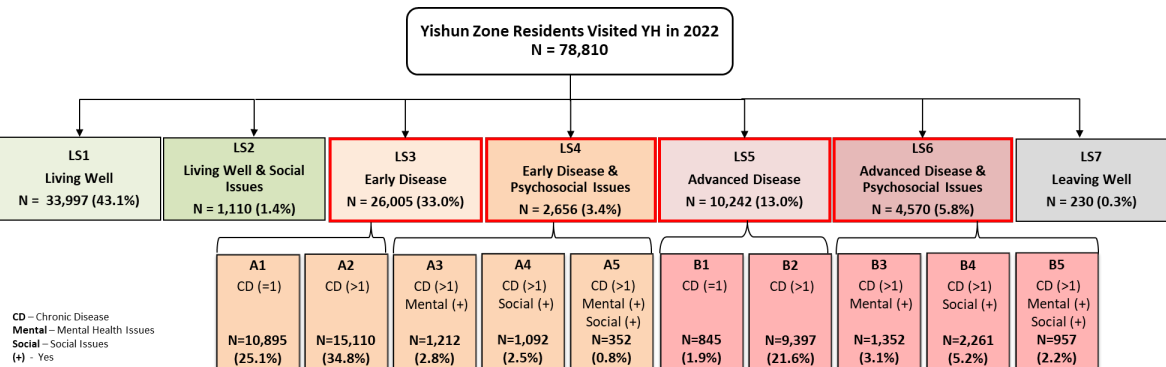 Yishun Zone Residents Visited YH in 2022
N = 78,810
LS1
Living Well
N = 33,997 (43.1%)
LS2
Living Well & Social
Issues
N = 1,110 (1.4%)
LS3
Early Disease
N = 26,005 (33.0%)
LS4
Early Disease &
Psychosocial Issues
N = 2,656 (3.4%)
LS5
Advanced Disease
N = 10,242 (13.0%)
LS6
Advanced Disease &
Psychosocial Issues
N = 4,570 (5.8%)
LS7
Leaving Well
N = 230 (0.3%)
A1
CD (=1)
N=10,895
(25.1%)
A2
CD (>1)
N=15,110
(34.8%)
A3
CD (>1)
Mental (+)
N=1,212
(2.8%)
A4
CD (>1)
Social (+)
N=1,092
(2.5%)
A5
CD (>1)
Mental (+)
Social (+)
N=352
(0.8%)
B1
CD (=1)
N=845
(1.9%)
B2
CD (>1)
N=9,397
(21.6%)
B3
CD (>1)
Mental (+)
N=1,352
(3.1%)
B4
CD (>1)
Social (+)
N=2,261
(5.2%)
B5
CD (>1)
Mental (+)
Social (+)
N=957
(2.2%)
CD – Chronic Disease
Mental – Mental Health Issues
Social – Social Issues
(+) - Yes